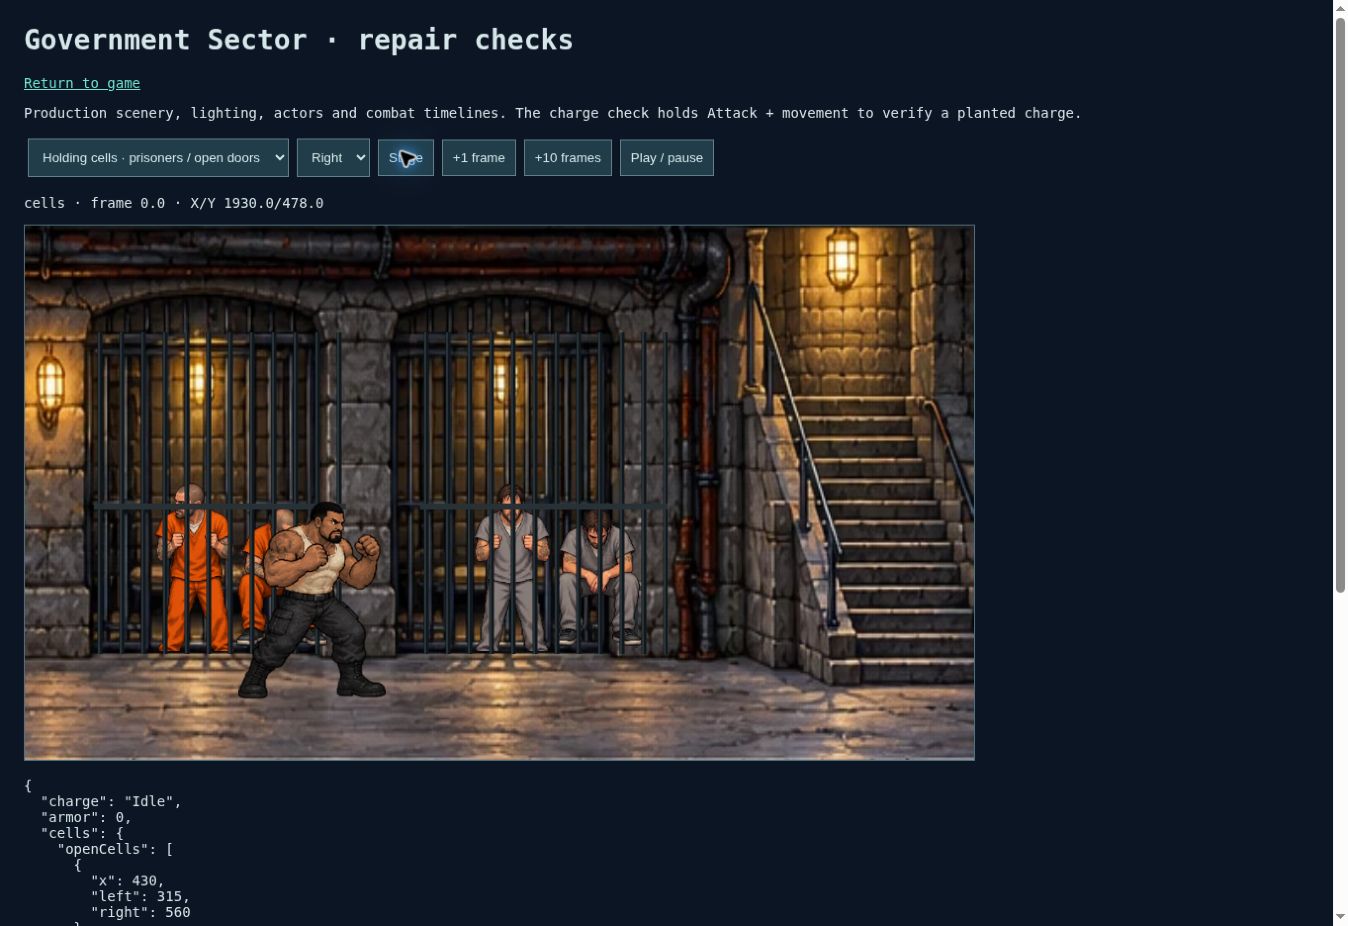 Government Sector · repair checks
Return to game
Production scenery, lighting, actors and combat timelines. The charge check holds Attack + movement to verify a planted charge.
Holding cells · prisoners / open doors Right +1 frame +10 frames Play / pause
cells · frame 0.0 · X/Y 1930.0/478.0
{
"charge": "Idle",
"armor": 0,
"cells": {
"openCells": [
{
"x": 430,
"left": 315,
"right": 560